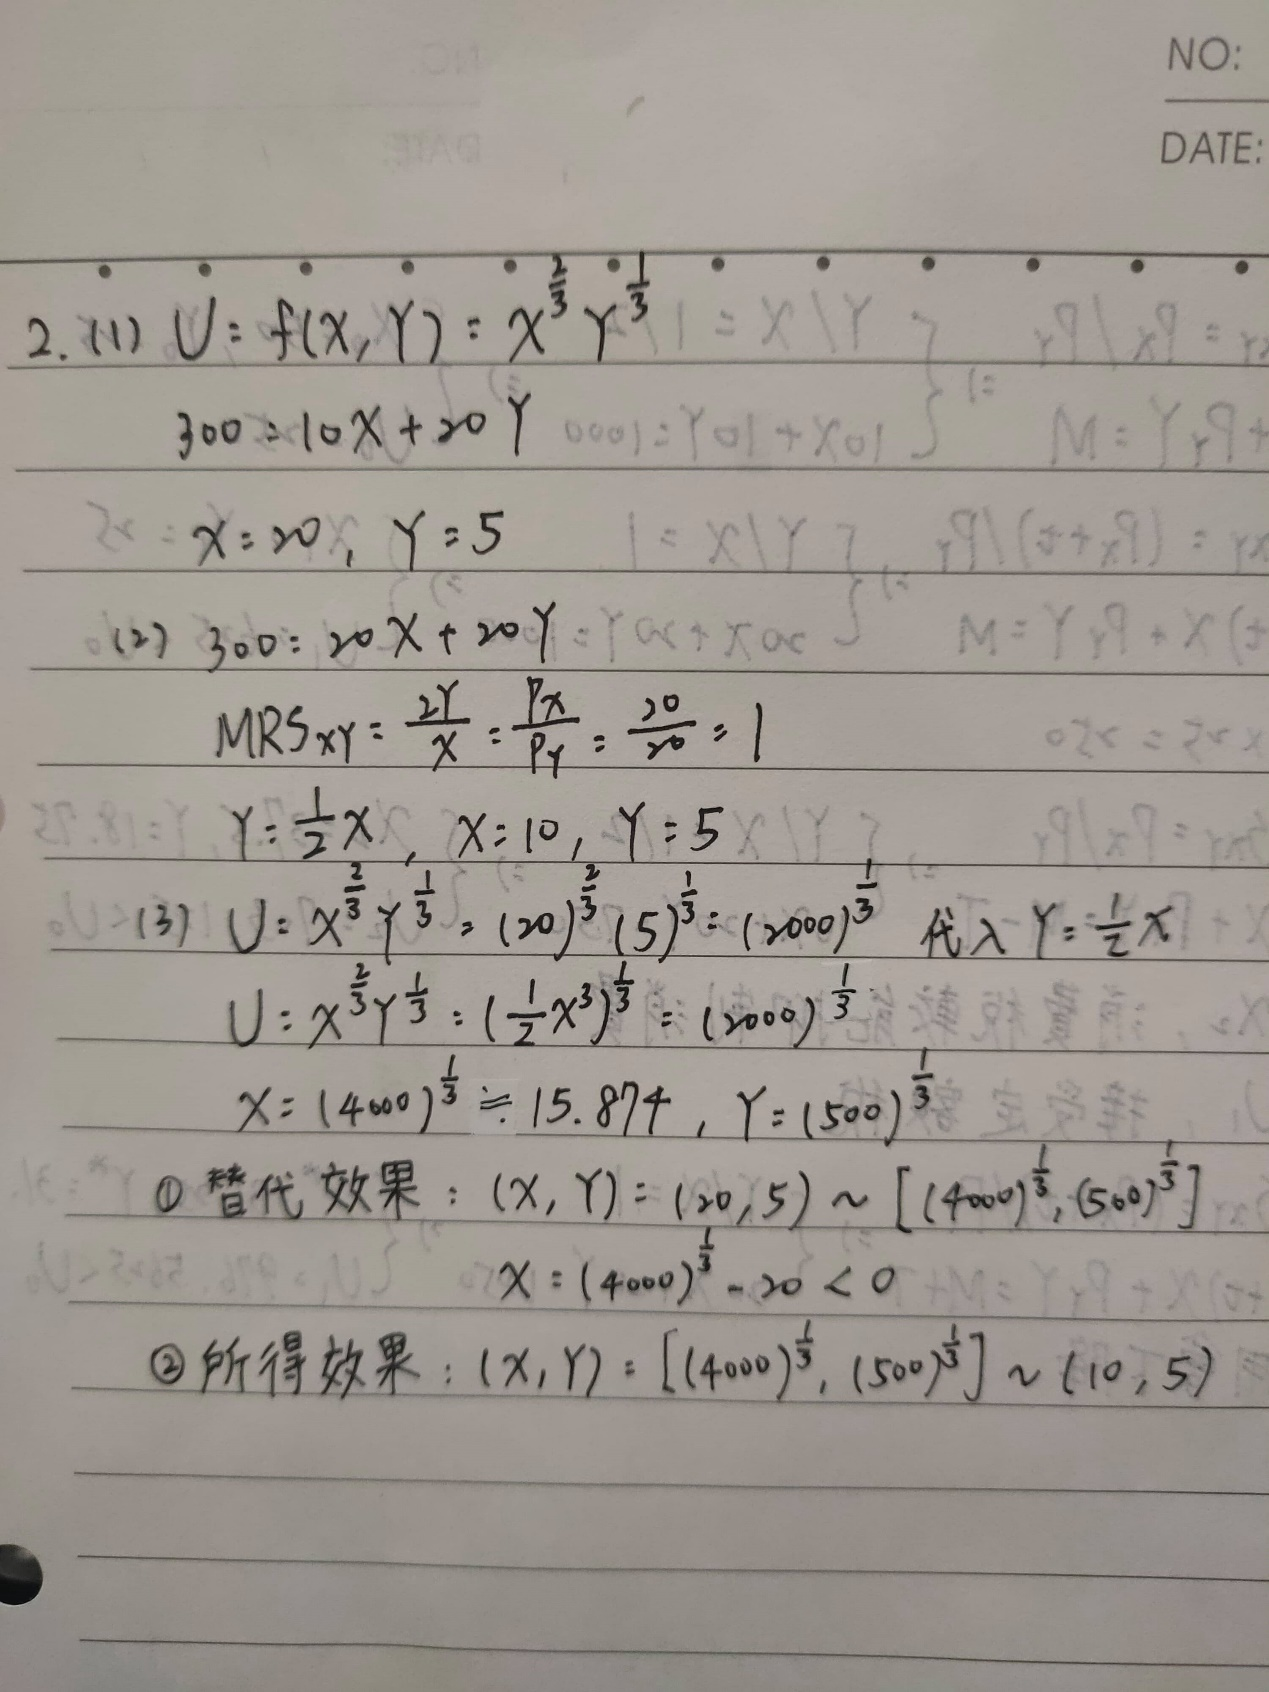 NO:
DATE:
2. (1) U = f(X, Y) = X^{2/3} Y^{1/3}
300 = 10X + 20Y
X = 20, Y = 5
(2) 300 = 20X + 20Y
MRS_{XY} = 2Y/X = P_X/P_Y = 20/20 = 1
Y = 1/2 X, X = 10, Y = 5
(3) U = X^{2/3} Y^{1/3} = (20)^{2/3} (5)^{1/3} = (2000)^{1/3} 代入 Y = 1/2 X
U = X^{2/3} Y^{1/3} = (1/2 X^3)^{1/3} = (2000)^{1/3}
X = (4000)^{1/3} ≒ 15.874, Y = (500)^{1/3}
① 替代效果 : (X, Y) = (20, 5) ~ [(4000)^{1/3}, (500)^{1/3}]
X = (4000)^{1/3} - 20 < 0
② 所得效果 : (X, Y) = [(4000)^{1/3}, (500)^{1/3}] ~ (10, 5)